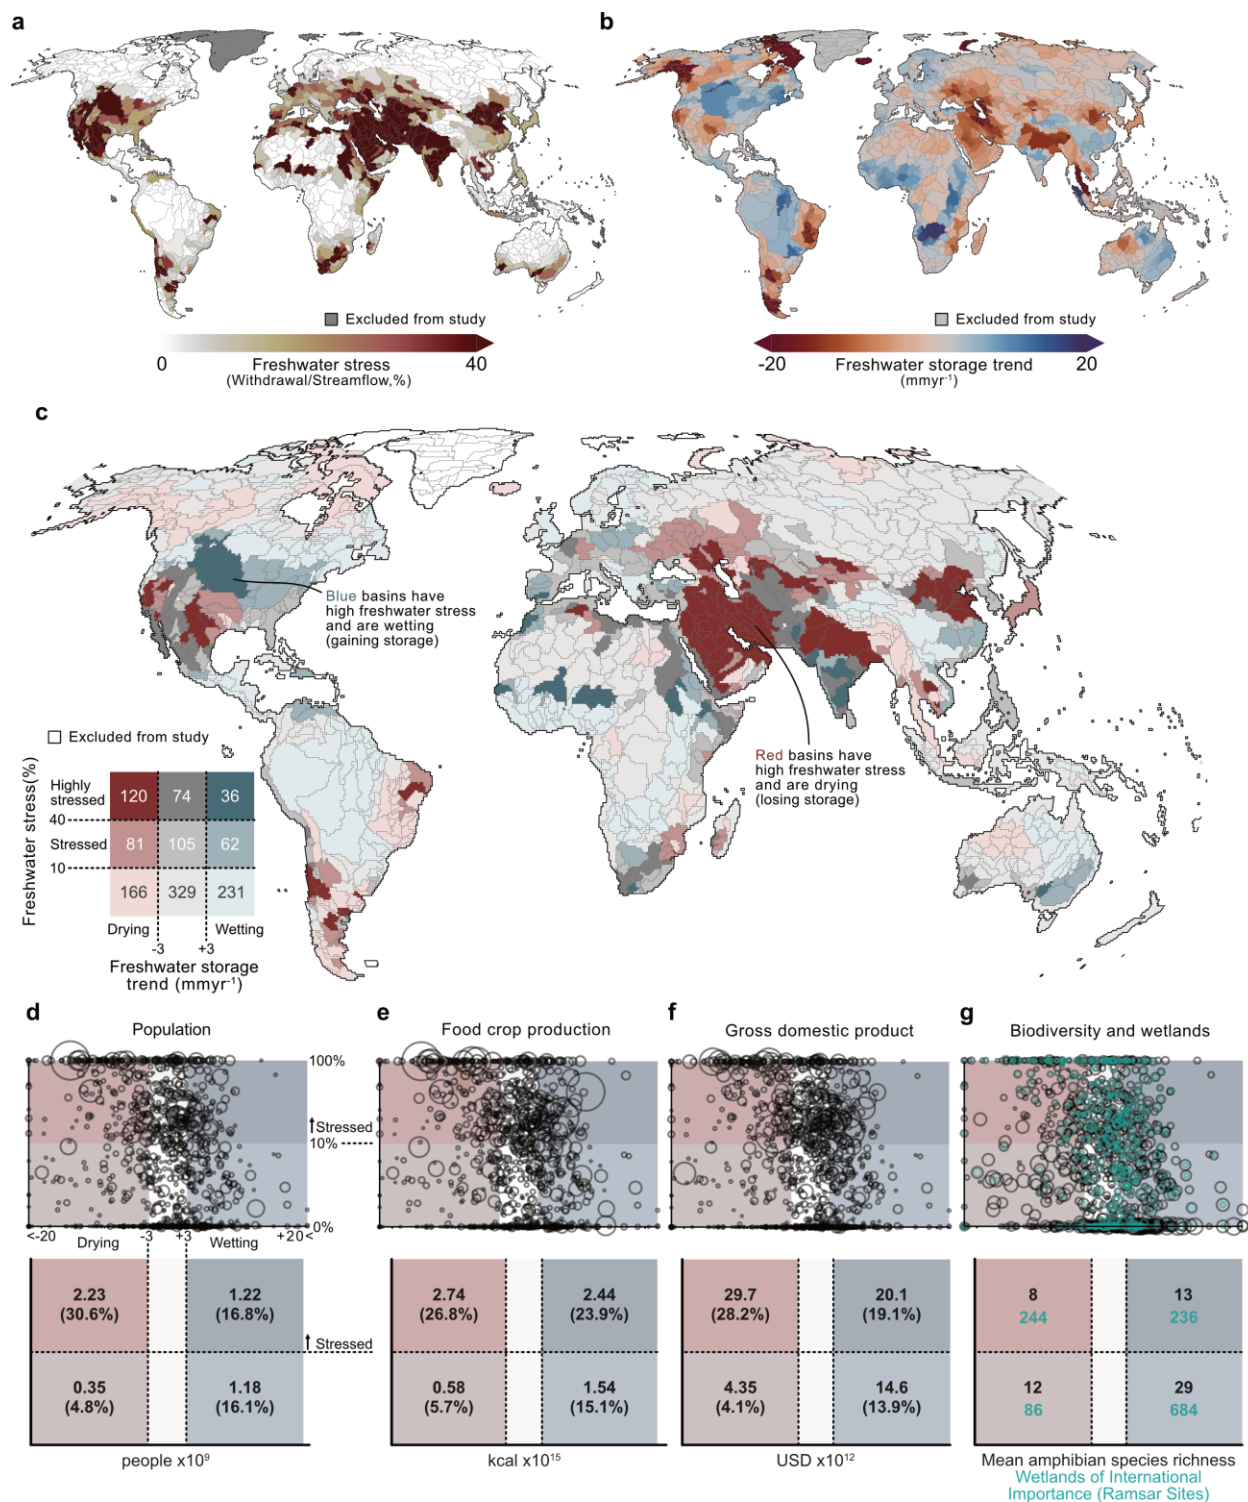 a
b
Excluded from study
Excluded from study
0
40
Freshwater stress
(Withdrawal/Streamflow,%)
-20
20
Freshwater storage trend
(mmyr⁻¹)
c
Blue basins have
high freshwater stress
and are wetting
(gaining storage)
Red basins have
high freshwater stress
and are drying
(losing storage)
Excluded from study
Freshwater stress(%)
Highly
stressed
40
Stressed
10
120 74 36
81 105 62
166 329 231
Drying
Wetting
-3
+3
Freshwater storage
trend (mmyr⁻¹)
d
Population
e
Food crop production
f
Gross domestic product
g
Biodiversity and wetlands
100%
Stressed
10%
0%
<-20
Drying
-3
+3
Wetting
+20<
2.23
(30.6%)
1.22
(16.8%)
Stressed
0.35
(4.8%)
1.18
(16.1%)
people x10⁹
2.74
(26.8%)
2.44
(23.9%)
0.58
(5.7%)
1.54
(15.1%)
kcal x10¹⁵
29.7
(28.2%)
20.1
(19.1%)
4.35
(4.1%)
14.6
(13.9%)
USD x10¹²
8
244
13
236
12
86
29
684
Mean amphibian species richness
Wetlands of International
Importance (Ramsar Sites)